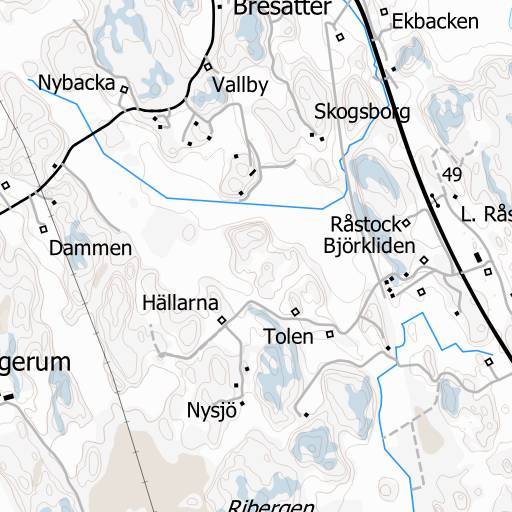 Bresätter
Ekbacken
Nybacka
Vallby
Skogsborg
49
L. Rås
Råstock
Björkliden
Dammen
Hällarna
Tolen
gerum
Nysjö
Ribergen